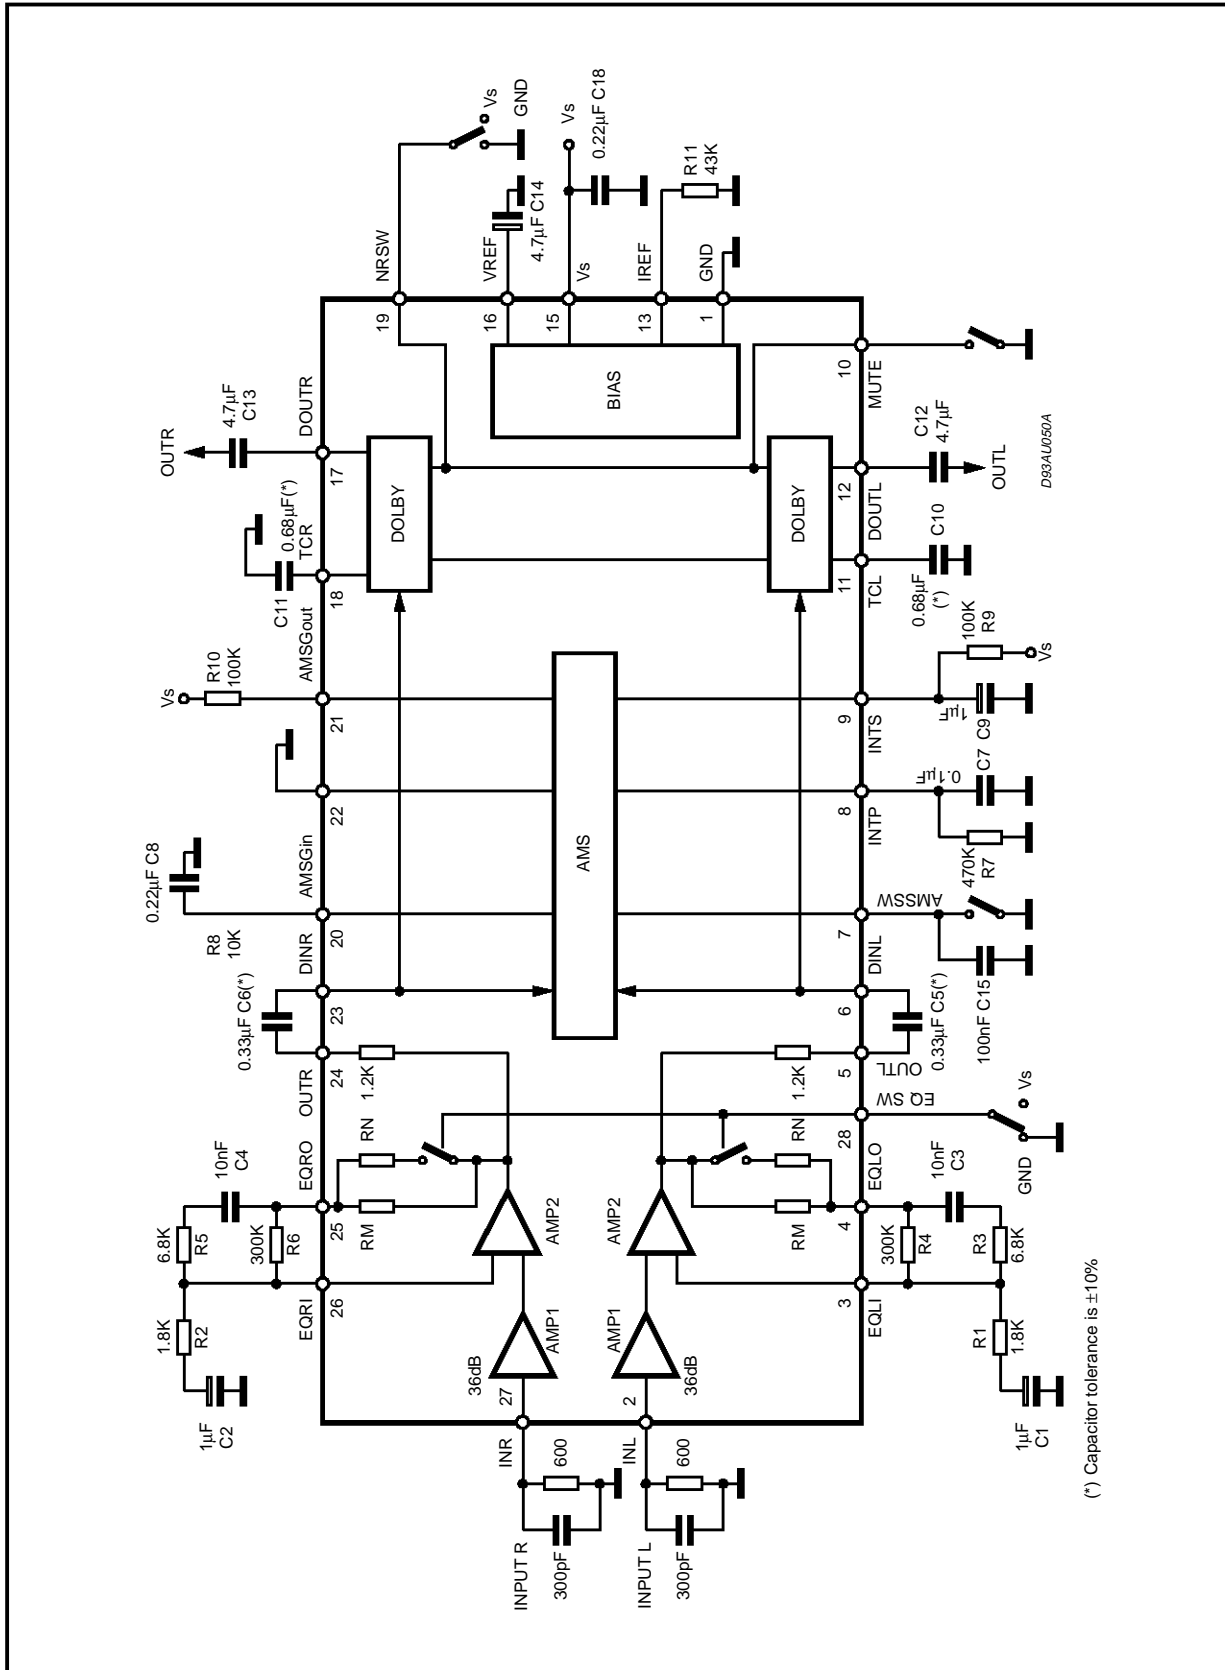 OUTR
4.7µF
C13
DOUTR
17
C11
0.68µF(*)
TCR
18
AMSGout
Vs
R10
100K
21
22
AMSGin
0.22µF C8
R8
10K
20
DINR
0.33µF C6(*)
23
OUTR
24
1.2K
EQRO
10nF
C4
6.8K
R5
300K
R6
25
RM
RN
EQRI
26
1.8K
R2
1µF
C2
NRSW
19
Vs
GND
VREF
16
4.7µF C14
Vs
15
Vs
0.22µF C18
IREF
13
R11
43K
GND
1
BIAS
DOLBY
DOLBY
AMS
AMP2
AMP2
AMP1
36dB
27
AMP1
36dB
2
INR
INL
600
600
INPUT R
300pF
INPUT L
300pF
10
MUTE
12
DOUTL
C12
4.7µF
OUTL
11
TCL
C10
0.68µF
(*)
9
INTS
100K
R9
Vs
1µF
C9
8
INTP
0.1µF
C7
470K
R7
7
AMSSW
DINL
6
100nF C15
0.33µF C5(*)
5
OUTL
1.2K
EQ SW
28
Vs
GND
RN
RM
EQLO
4
10nF
C3
300K
R4
R3
6.8K
3
EQLI
R1
1.8K
1µF
C1
D93AU050A
(*) Capacitor tolerance is ±10%